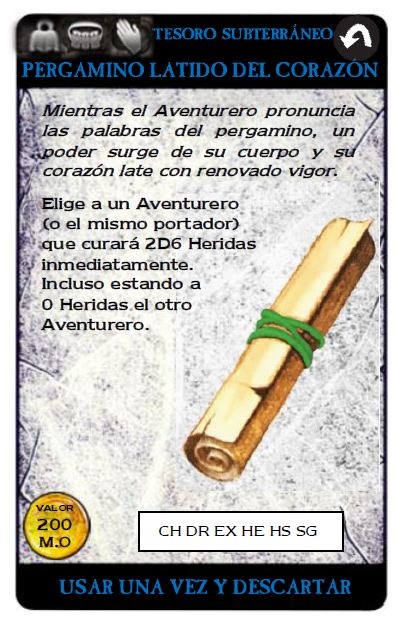 TESORO SUBTERRÁNEO
PERGAMINO LATIDO DEL CORAZÓN
Mientras el Aventurero pronuncia
las palabras del pergamino, un
poder surge de su cuerpo y su
corazón late con renovado vigor.
Elige a un Aventurero
(o el mismo portador)
que curará 2D6 Heridas
inmediatamente.
Incluso estando a
0 Heridas el otro
Aventurero.
VALOR
200
M.O
CH DR EX HE HS SG
USAR UNA VEZ Y DESCARTAR